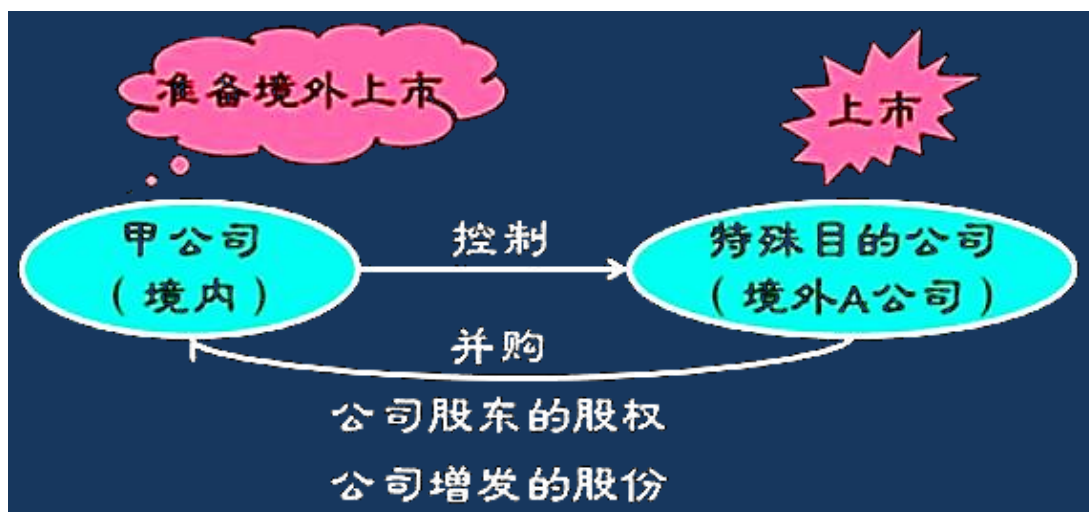 准备境外上市
上市
甲公司
（境内）
控制
特殊目的公司
（境外A公司）
并购
公司股东的股权
公司增发的股份